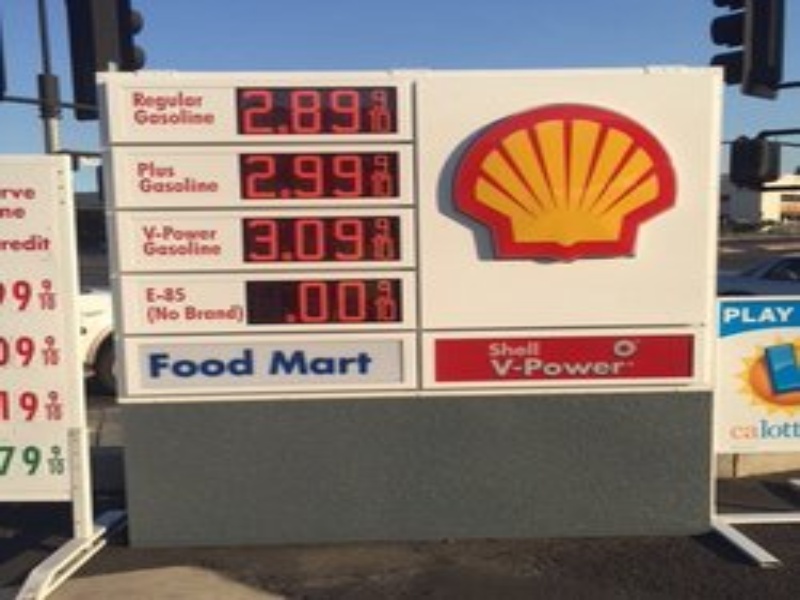 Regular
Gasoline
2.89 9/10
Plus
Gasoline
2.99 9/10
V-Power
Gasoline
3.09 9/10
E-85
(No Brand)
.00 9/10
Food Mart
Shell
V-Power
rve
ne
redit
99 9/10
09 9/10
19 9/10
79 9/10
PLAY
calott